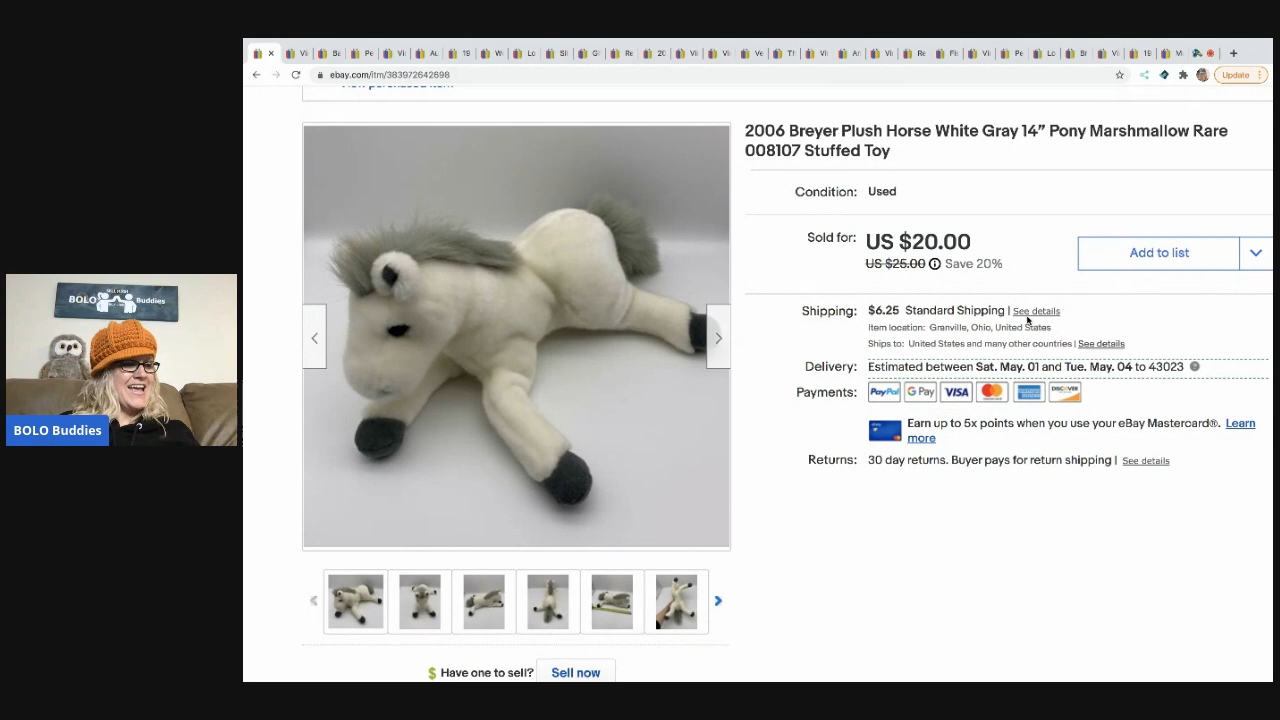 ebay.com/itm/383972642698
Update
2006 Breyer Plush Horse White Gray 14” Pony Marshmallow Rare
008107 Stuffed Toy
Condition: Used
Sold for: US $20.00
US $25.00 Save 20%
Add to list
Shipping: $6.25 Standard Shipping | See details
Item location: Granville, Ohio, United States
Ships to: United States and many other countries | See details
Delivery: Estimated between Sat. May. 01 and Tue. May. 04 to 43023
Payments: PayPal G Pay VISA
DISCOVER
Earn up to 5x points when you use your eBay Mastercard®. Learn
more
Returns: 30 day returns. Buyer pays for return shipping | See details
$ Have one to sell? Sell now
BOLO Buddies
BOLO Buddies